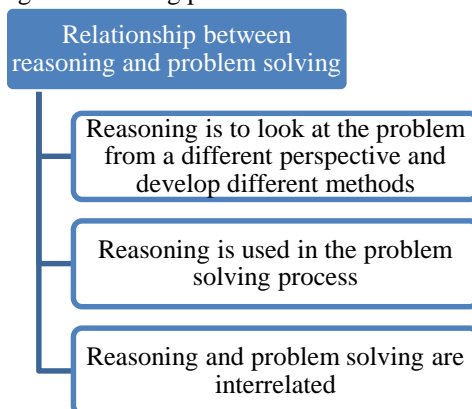 Relationship between
reasoning and problem solving
Reasoning is to look at the problem
from a different perspective and
develop different methods
Reasoning is used in the problem
solving process
Reasoning and problem solving are
interrelated